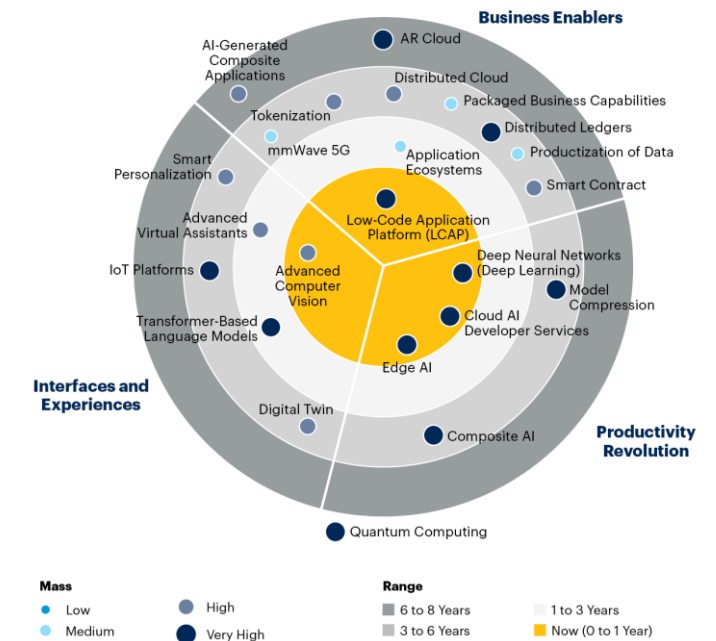 Business Enablers
AR Cloud
AI-Generated
Composite
Applications
Distributed Cloud
Packaged Business Capabilities
Tokenization
Distributed Ledgers
mmWave 5G
Application
Ecosystems
Productization of Data
Smart
Personalization
Smart Contract
Low-Code Application
Platform (LCAP)
Advanced
Virtual Assistants
Deep Neural Networks
(Deep Learning)
IoT Platforms
Advanced
Computer
Vision
Model
Compression
Transformer-Based
Language Models
Cloud AI
Developer Services
Edge AI
Interfaces and
Experiences
Digital Twin
Composite AI
Productivity
Revolution
Quantum Computing
Mass
Low
Medium
High
Very High
Range
6 to 8 Years
3 to 6 Years
1 to 3 Years
Now (0 to 1 Year)